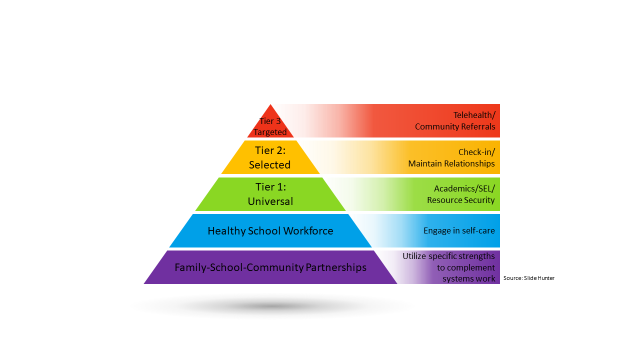 Tier 3
Targeted
Telehealth/
Community Referrals
Tier 2:
Selected
Check-in/
Maintain Relationships
Tier 1:
Universal
Academics/SEL/
Resource Security
Healthy School Workforce
Engage in self-care
Family-School-Community Partnerships
Utilize specific strengths
to complement
systems work
Source: SlideHunter